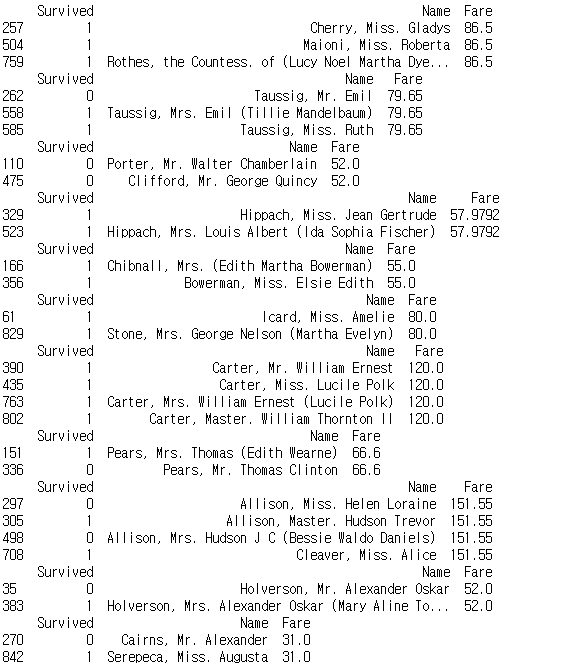 Survived Name Fare
257 1 Cherry, Miss. Gladys 86.5
504 1 Maioni, Miss. Roberta 86.5
759 1 Rothes, the Countess. of (Lucy Noel Martha Dye... 86.5
Survived Name Fare
262 0 Taussig, Mr. Emil 79.65
558 1 Taussig, Mrs. Emil (Tillie Mandelbaum) 79.65
585 1 Taussig, Miss. Ruth 79.65
Survived Name Fare
110 0 Porter, Mr. Walter Chamberlain 52.0
475 0 Clifford, Mr. George Quincy 52.0
Survived Name Fare
329 1 Hippach, Miss. Jean Gertrude 57.9792
523 1 Hippach, Mrs. Louis Albert (Ida Sophia Fischer) 57.9792
Survived Name Fare
166 1 Chibnall, Mrs. (Edith Martha Bowerman) 55.0
356 1 Bowerman, Miss. Elsie Edith 55.0
Survived Name Fare
61 1 Icard, Miss. Amelie 80.0
829 1 Stone, Mrs. George Nelson (Martha Evelyn) 80.0
Survived Name Fare
390 1 Carter, Mr. William Ernest 120.0
435 1 Carter, Miss. Lucile Polk 120.0
763 1 Carter, Mrs. William Ernest (Lucile Polk) 120.0
802 1 Carter, Master. William Thornton II 120.0
Survived Name Fare
151 1 Pears, Mrs. Thomas (Edith Wearne) 66.6
336 0 Pears, Mr. Thomas Clinton 66.6
Survived Name Fare
297 0 Allison, Miss. Helen Loraine 151.55
305 1 Allison, Master. Hudson Trevor 151.55
498 0 Allison, Mrs. Hudson J C (Bessie Waldo Daniels) 151.55
708 1 Cleaver, Miss. Alice 151.55
Survived Name Fare
35 0 Holverson, Mr. Alexander Oskar 52.0
383 1 Holverson, Mrs. Alexander Oskar (Mary Aline To... 52.0
Survived Name Fare
270 0 Cairns, Mr. Alexander 31.0
842 1 Serepeca, Miss. Augusta 31.0